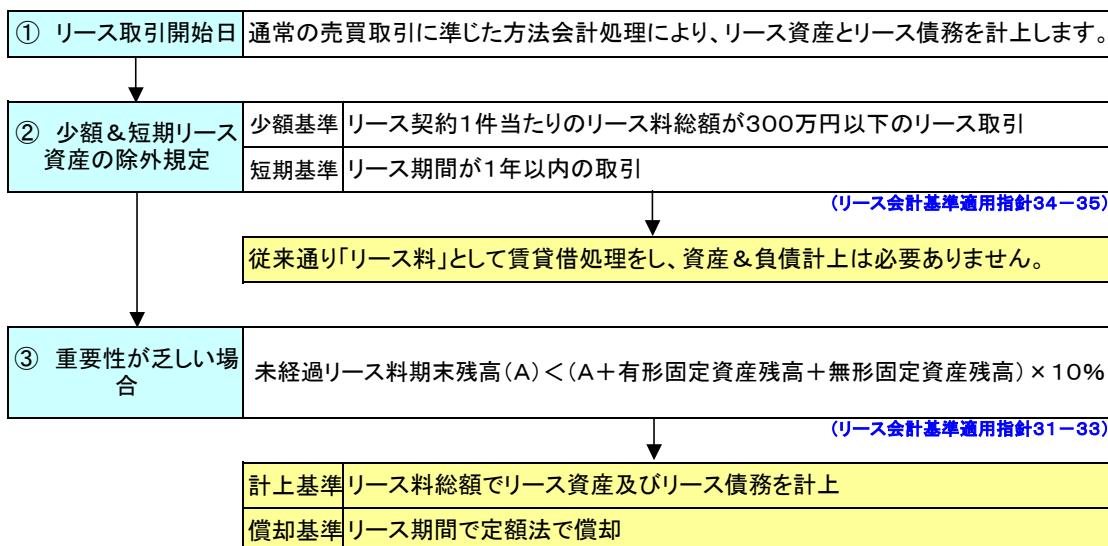 ① リース取引開始日 通常の売買取引に準じた方法会計処理により、リース資産とリース債務を計上します。
② 少額&短期リース
資産の除外規定
少額基準 リース契約1件当たりのリース料総額が300万円以下のリース取引
短期基準 リース期間が1年以内の取引
(リース会計基準適用指針34-35)
従来通り「リース料」として賃貸借処理をし、資産&負債計上は必要ありません。
③ 重要性が乏しい場
合
未経過リース料期末残高(A)<(A+有形固定資産残高+無形固定資産残高)×10%
(リース会計基準適用指針31-33)
計上基準 リース料総額でリース資産及びリース債務を計上
償却基準 リース期間で定額法で償却